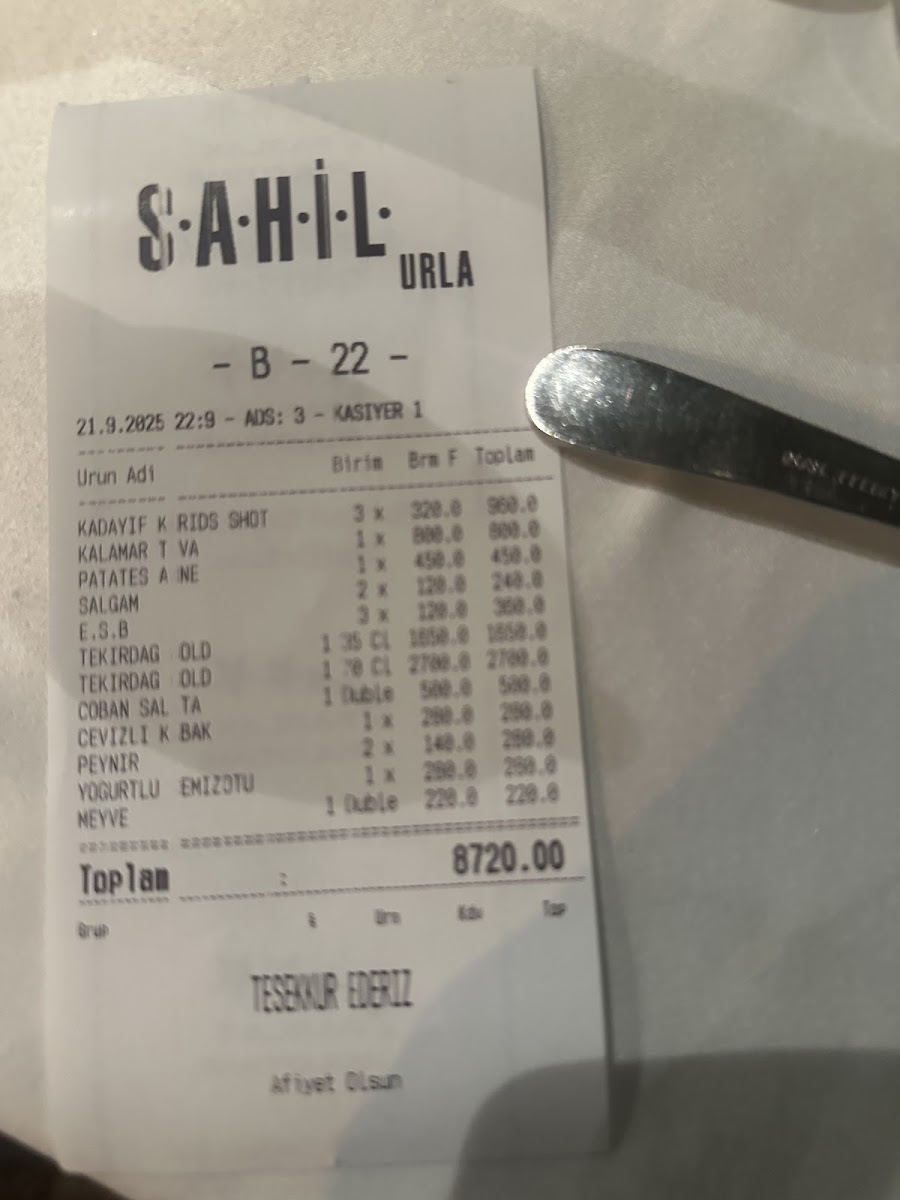 S·A·H·İ·L·
URLA
- B - 22 -
21.9.2025 22:9 - ADS: 3 - KASIYER 1
Urun Adi Birim Brm F Toplam
KADAYIF K RIDS SHOT 3 x 320.0 960.0
KALAMAR T VA 1 x 800.0 800.0
PATATES A NE 1 x 450.0 450.0
SALGAM 2 x 120.0 240.0
E.S.B 3 x 120.0 360.0
TEKIRDAG OLD 1 35 CL 1650.0 1650.0
TEKIRDAG OLD 1 70 CL 2700.0 2700.0
COBAN SAL TA 1 Duble 500.0 500.0
CEVIZLI K BAK 1 x 280.0 280.0
PEYNIR 2 x 140.0 280.0
YOGURTLU EMIZOTU 1 x 280.0 280.0
MEYVE 1 Duble 220.0 220.0
Toplam : 8720.00
Grup % Urn Kdv Top
TESEKKUR EDERIZ
Afiyet Olsun